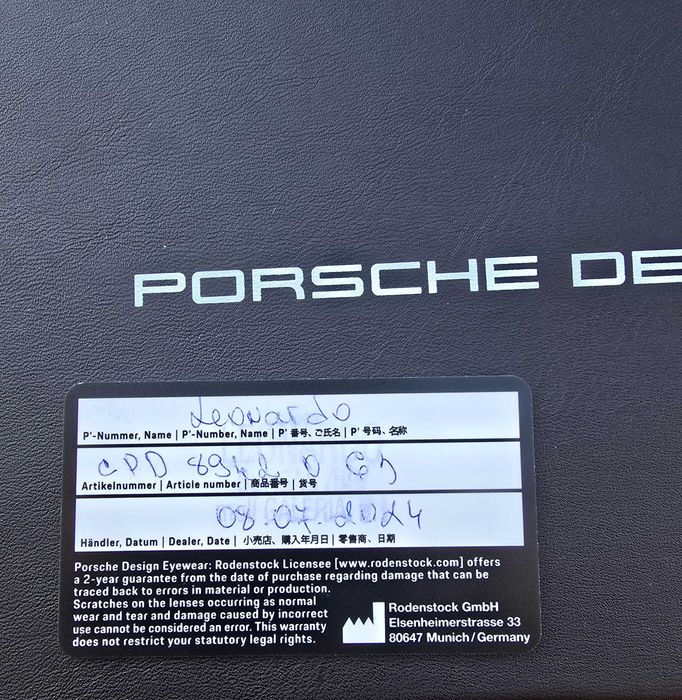 PORSCHE DE
Leonardo
P'-Nummer, Name | P'-Number, Name | P' 番号、ご氏名 | P' 号码、名称
Artikelnummer | Article number | 商品番号 | 货号
08.07.2024
Händler, Datum | Dealer, Date | 小売店、購入年月日 | 零售商、日期
Porsche Design Eyewear: Rodenstock Licensee [www.rodenstock.com] offers
a 2-year guarantee from the date of purchase regarding damage that can be
traced back to errors in material or production.
Scratches on the lenses occurring as normal
wear and tear and damage caused by incorrect
use cannot be considered an error. This warranty
does not restrict your statutory legal rights.
Rodenstock GmbH
Elsenheimerstrasse 33
80647 Munich/Germany